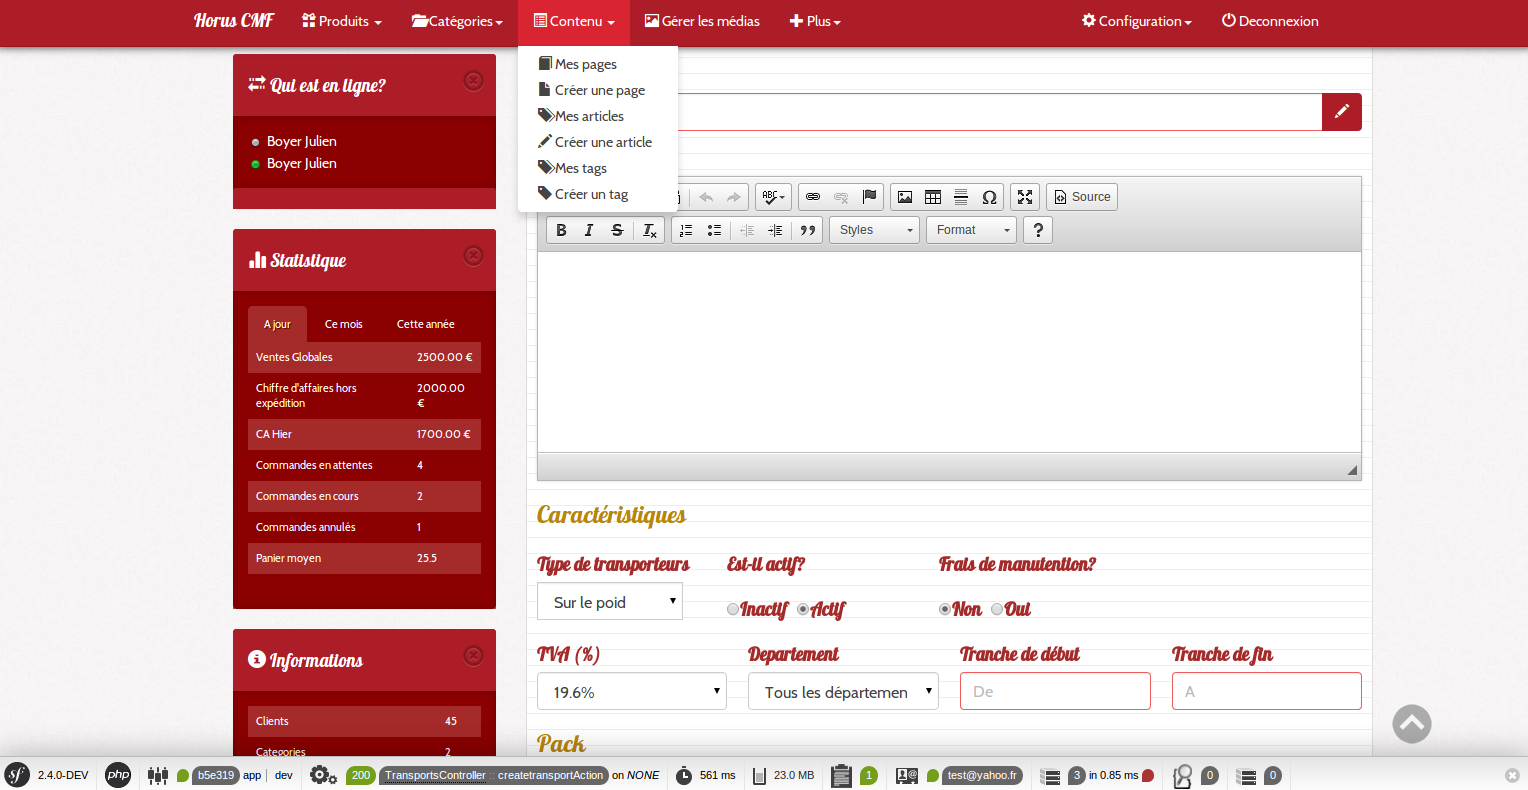 Horus CMF Produits Catégories Contenu Gérer les médias Plus Configuration Deconnexion
Mes pages
Créer une page
Mes articles
Créer une article
Mes tags
Créer un tag
Qui est en ligne?
Boyer Julien
Boyer Julien
Statistique
A jour Ce mois Cette année
Ventes Globales 2500.00 €
Chiffre d'affaires hors expédition 2000.00 €
CA Hier 1700.00 €
Commandes en attentes 4
Commandes en cours 2
Commandes annulés 1
Panier moyen 25.5
Informations
Clients 45
Categories 2
ABC Ω Source
B I S Tx Styles Format ?
Caractéristiques
Type de transporteurs Est-il actif? Frais de manutention?
Sur le poid Inactif Actif Non Oui
TVA (%) Departement Tranche de début Tranche de fin
19.6% Tous les départemen De A
Pack
sf 2.4.0-DEV php b5e319 app | dev 200 TransportsController :: createtransportAction on NONE 561 ms 23.0 MB 1 test@yahoo.fr 3 in 0.85 ms 0 0